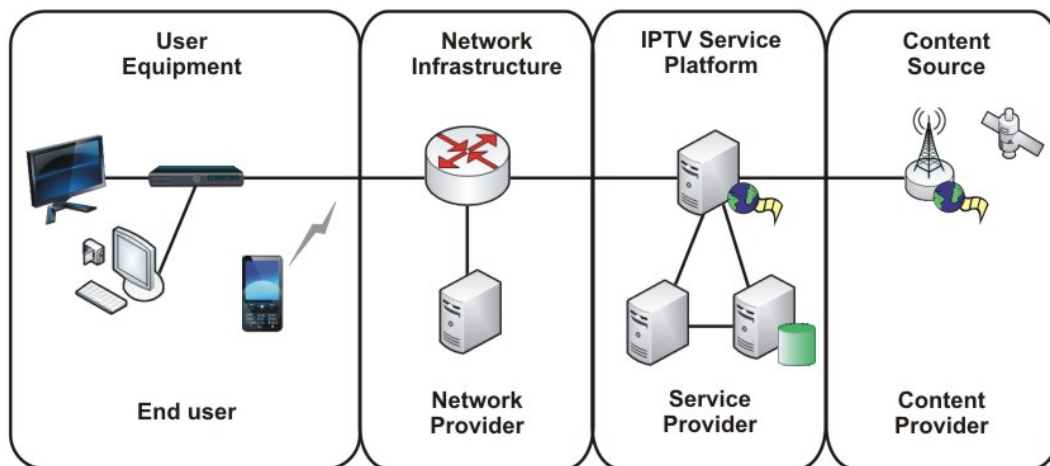 User
Equipment
Network
Infrastructure
IPTV Service
Platform
Content
Source
End user
Network
Provider
Service
Provider
Content
Provider